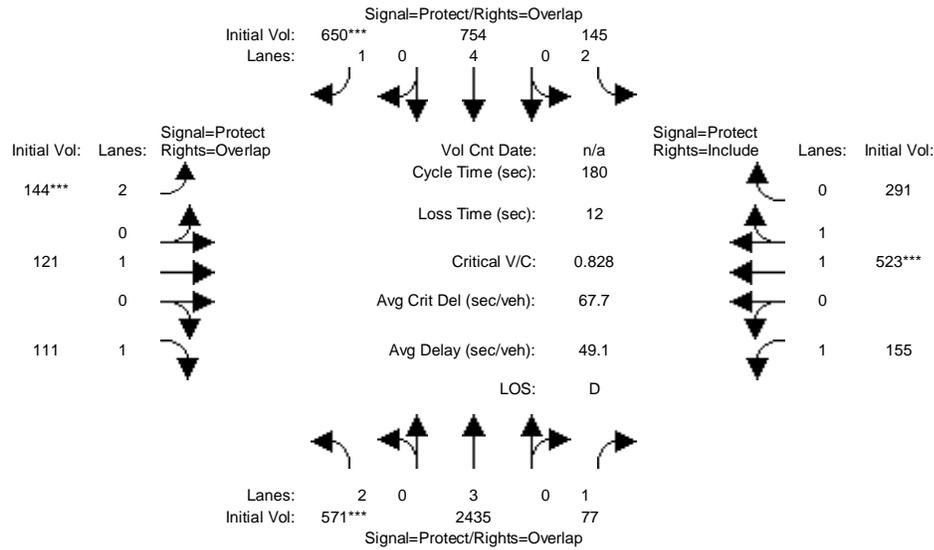 Signal=Protect/Rights=Overlap
Initial Vol: 650*** 754 145
Lanes: 1 0 4 0 2
Signal=Protect
Initial Vol: Lanes: Rights=Overlap
Vol Cnt Date: n/a
Signal=Protect
Rights=Include Lanes: Initial Vol:
Cycle Time (sec): 180
144*** 2
0 291
Loss Time (sec): 12
0
1
121 1
Critical V/C: 0.828
1 523***
0
Avg Crit Del (sec/veh): 67.7
0
111 1
Avg Delay (sec/veh): 49.1
1 155
LOS: D
Lanes: 2 0 3 0 1
Initial Vol: 571*** 2435 77
Signal=Protect/Rights=Overlap